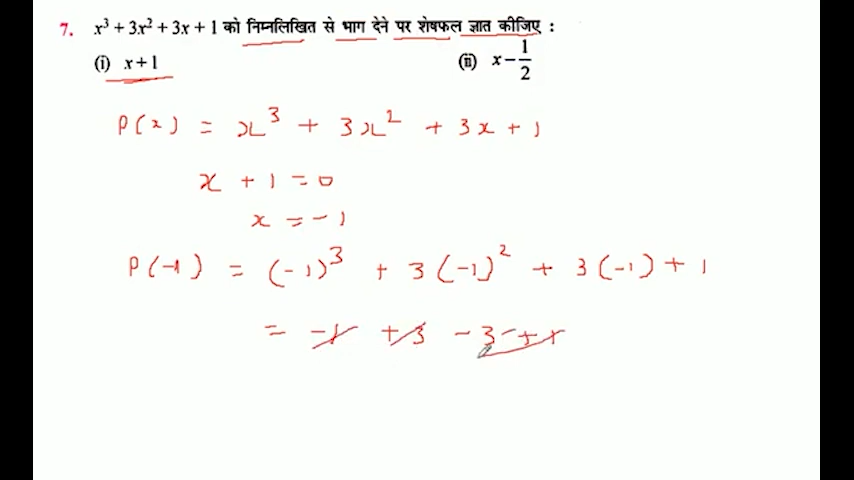 7. x³ + 3x² + 3x + 1 को निम्नलिखित से भाग देने पर शेषफल ज्ञात कीजिए :
(i) x + 1 (ii) x − 1/2
P(x) = x³ + 3x² + 3x + 1
x + 1 = 0
x = −1
P(−1) = (−1)³ + 3(−1)² + 3(−1) + 1
= −1 + 3 − 3 + 1